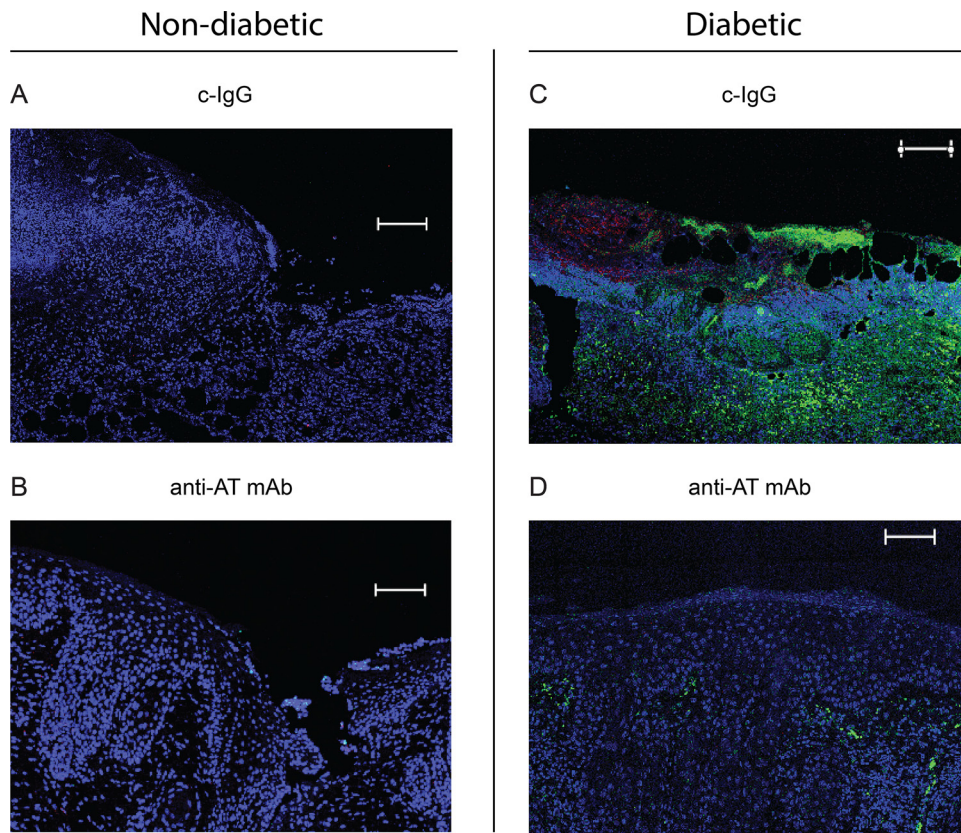 Non-diabetic
Diabetic
A
c-IgG
C
c-IgG
B
anti-AT mAb
D
anti-AT mAb